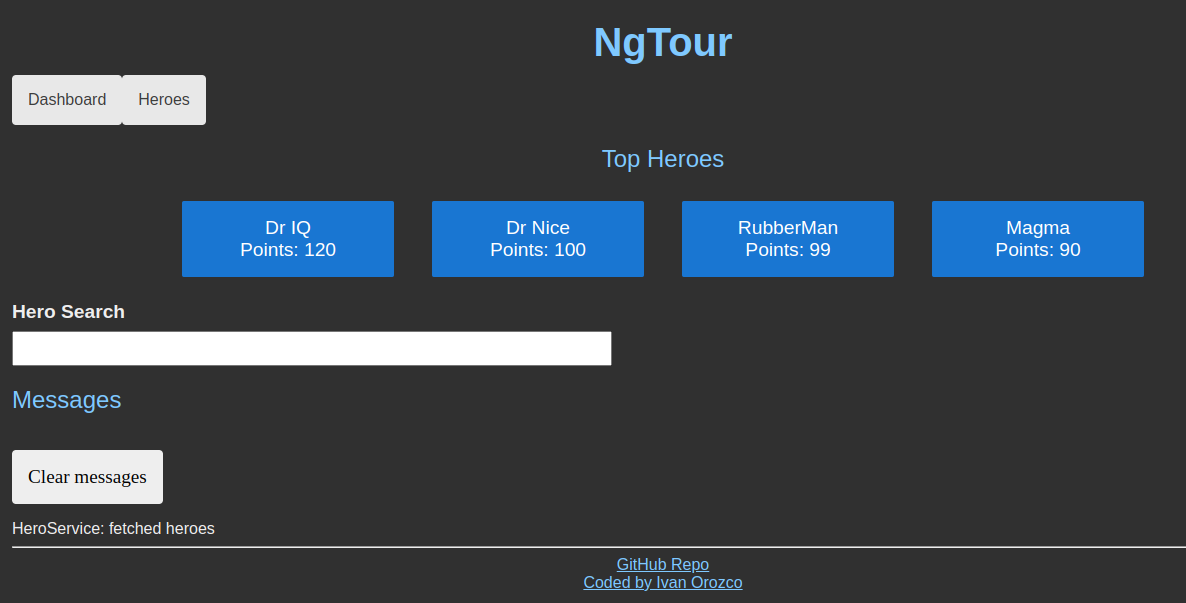 NgTour
Dashboard Heroes
Top Heroes
Dr IQ
Points: 120
Dr Nice
Points: 100
RubberMan
Points: 99
Magma
Points: 90
Hero Search
Messages
Clear messages
HeroService: fetched heroes
GitHub Repo
Coded by Ivan Orozco